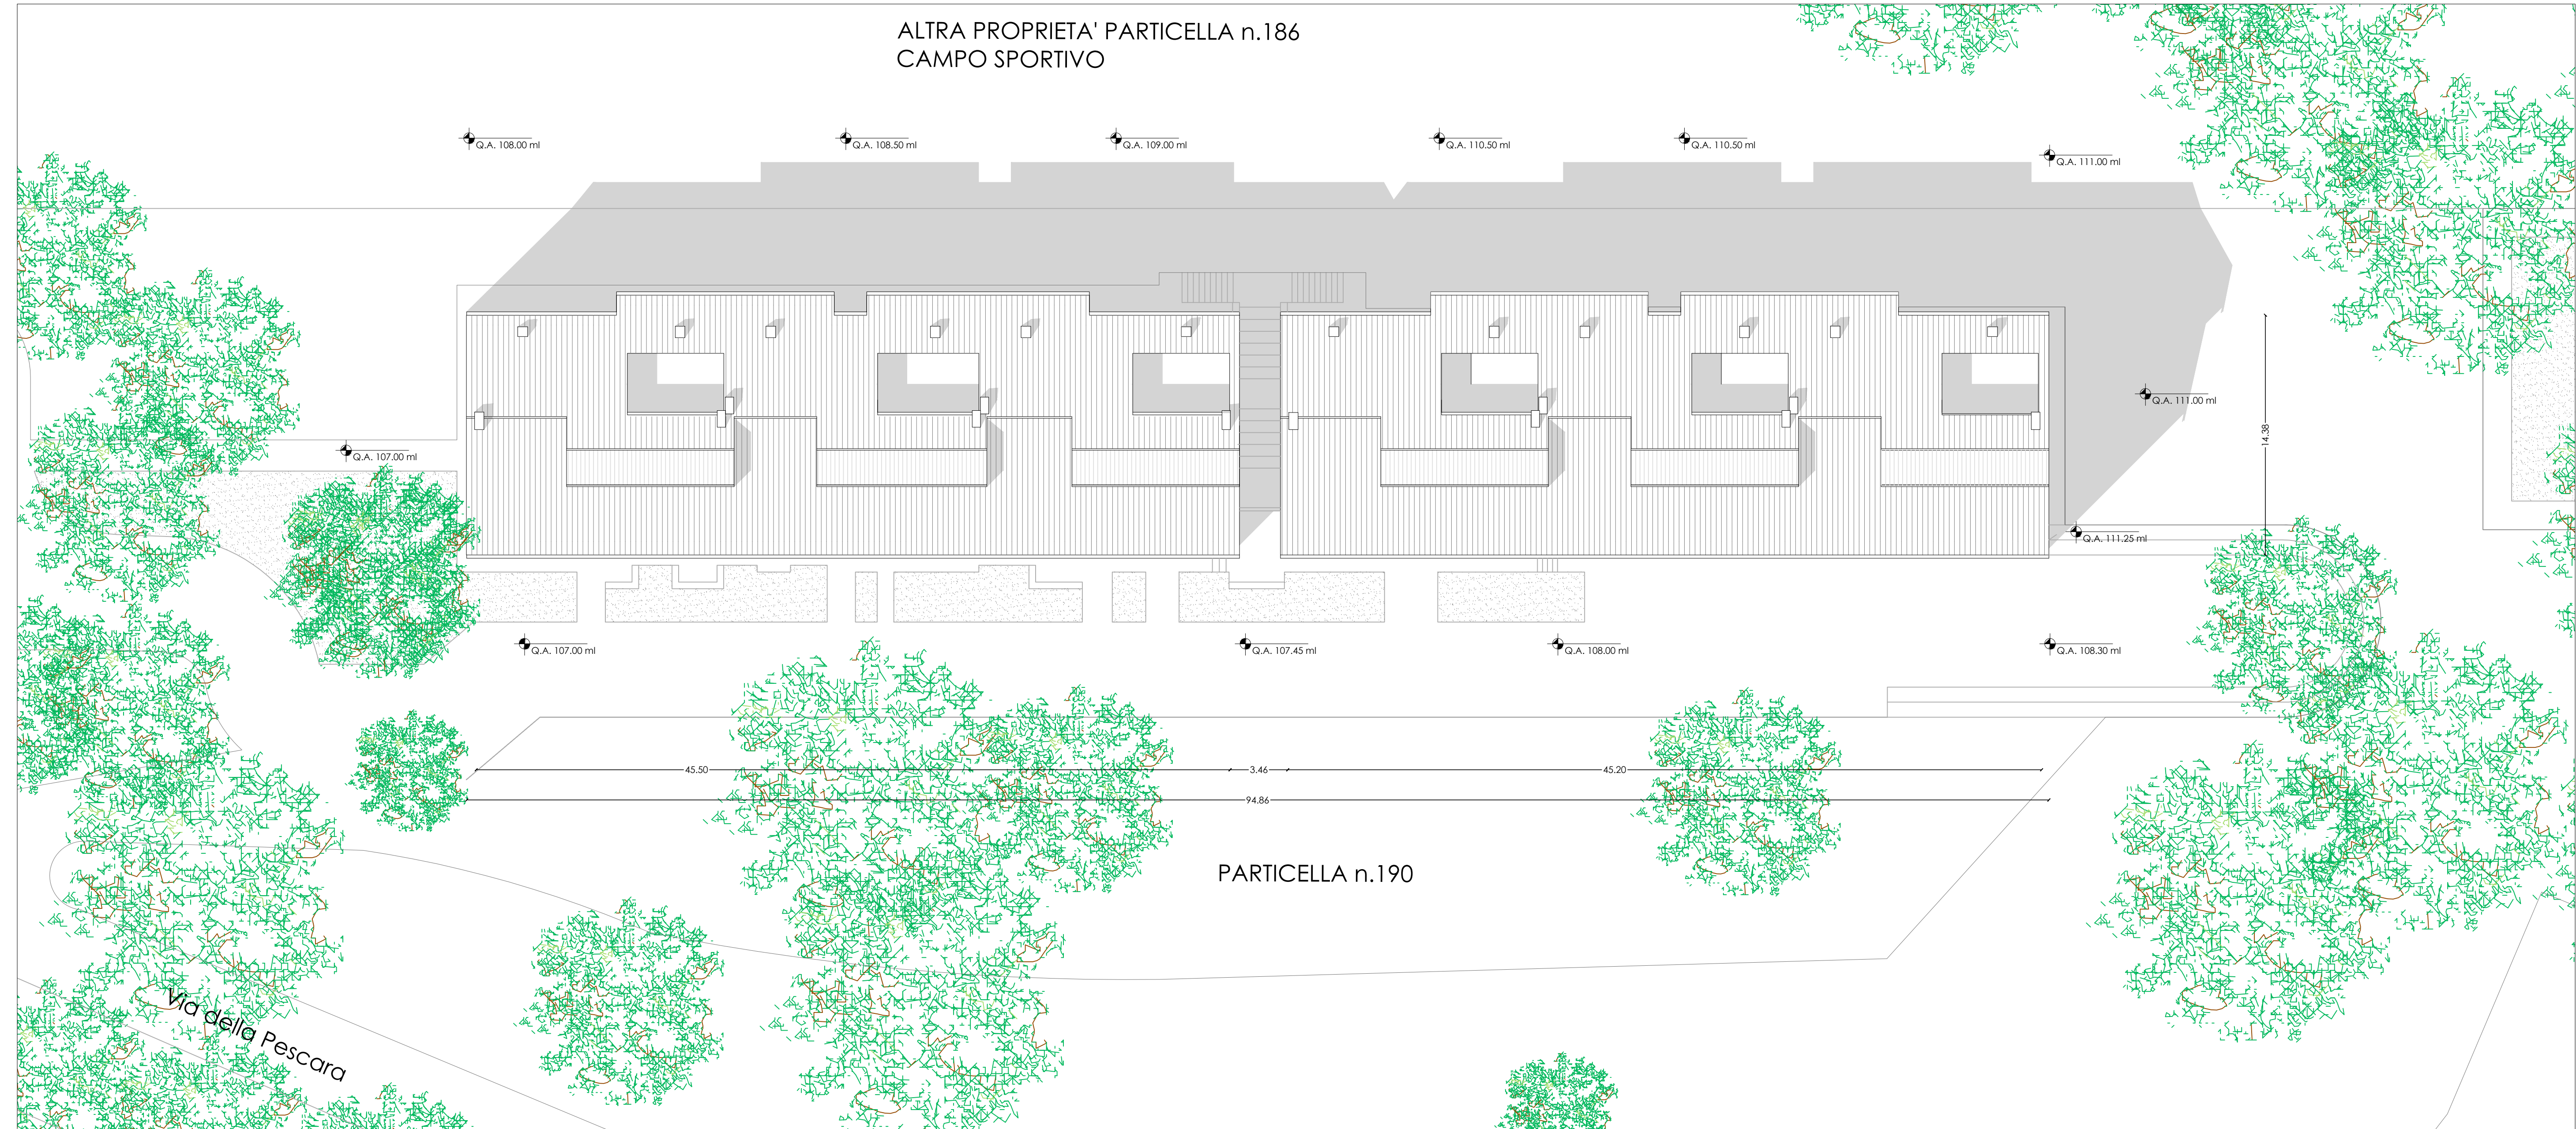 ALTRA PROPRIETA' PARTICELLA n.186
CAMPO SPORTIVO
Q.A. 108.00 ml
Q.A. 108.50 ml
Q.A. 109.00 ml
Q.A. 110.50 ml
Q.A. 110.50 ml
Q.A. 111.00 ml
Q.A. 111.00 ml
14.38
Q.A. 107.00 ml
Q.A. 111.25 ml
Q.A. 107.00 ml
Q.A. 107.45 ml
Q.A. 108.00 ml
Q.A. 108.30 ml
45.50
3.46
45.20
94.86
PARTICELLA n.190
Via della Pescara